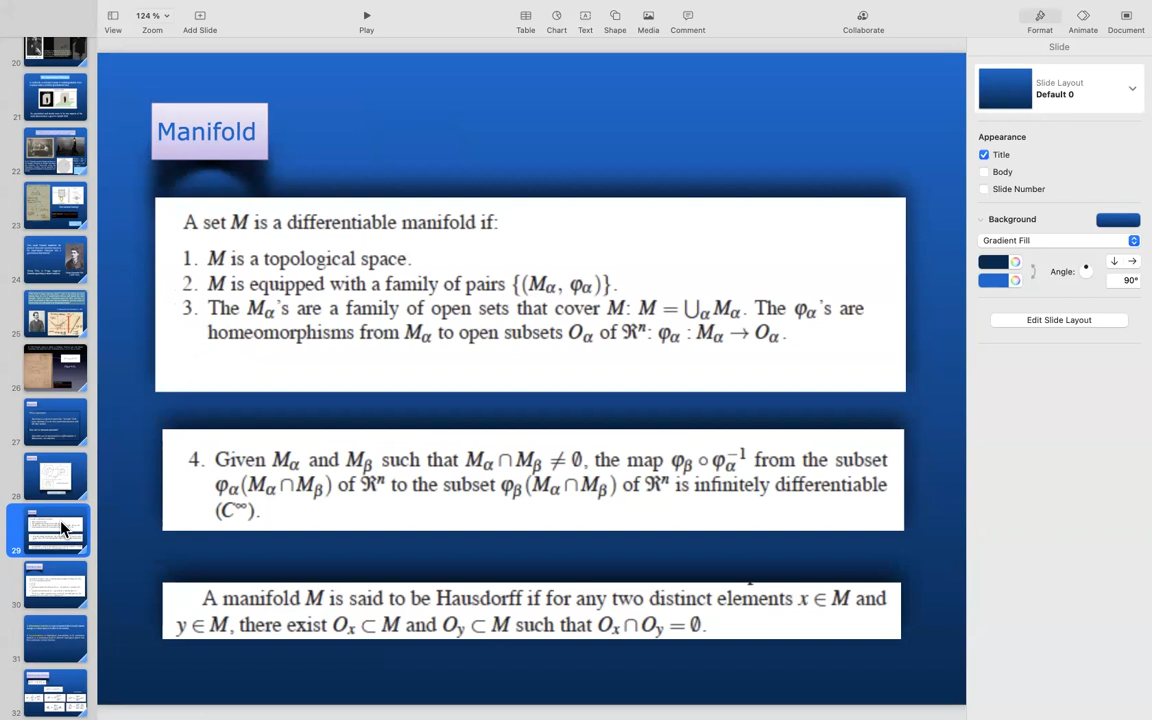 124 %
View
Zoom
Add Slide
Play
Table
Chart
Text
Shape
Media
Comment
Collaborate
Format
Animate
Document
Slide
Slide Layout
Default 0
Appearance
Title
Body
Slide Number
Background
Gradient Fill
Angle:
90°
Edit Slide Layout
20
21
22
23
24
25
26
27
28
29
30
31
32
Manifold
A set M is a differentiable manifold if:
1. M is a topological space.
2. M is equipped with a family of pairs {(Mα, φα)}.
3. The Mα's are a family of open sets that cover M: M = ⋃α Mα. The φα's are
homeomorphisms from Mα to open subsets Oα of ℜⁿ: φα : Mα → Oα.
4. Given Mα and Mβ such that Mα ∩ Mβ ≠ ∅, the map φβ ∘ φα⁻¹ from the subset
φα(Mα ∩ Mβ) of ℜⁿ to the subset φβ(Mα ∩ Mβ) of ℜⁿ is infinitely differentiable
(C∞).
A manifold M is said to be Hausdorff if for any two distinct elements x ∈ M and
y ∈ M, there exist Ox ⊂ M and Oy ⊂ M such that Ox ∩ Oy = ∅.